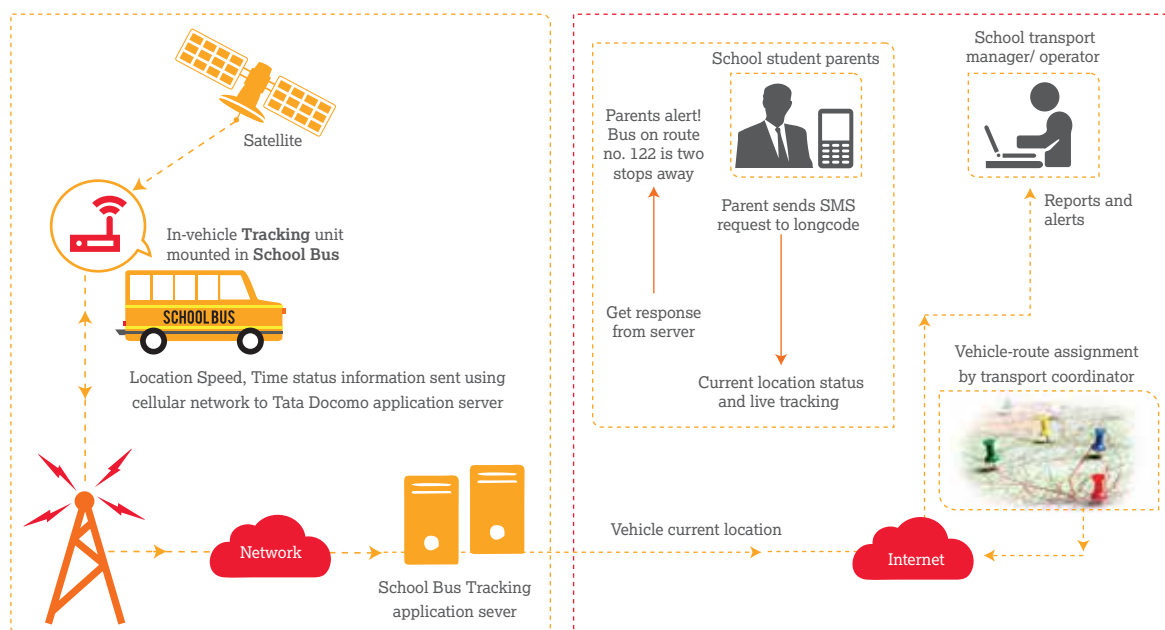 Satellite
In-vehicle Tracking unit
mounted in School Bus
SCHOOL BUS
Location Speed, Time status information sent using
cellular network to Tata Docomo application server
Network
School Bus Tracking
application sever
School student parents
Parents alert!
Bus on route
no. 122 is two
stops away
Parent sends SMS
request to longcode
Get response
from server
Current location status
and live tracking
School transport
manager/ operator
Reports and
alerts
Vehicle-route assignment
by transport coordinator
Vehicle current location
Internet